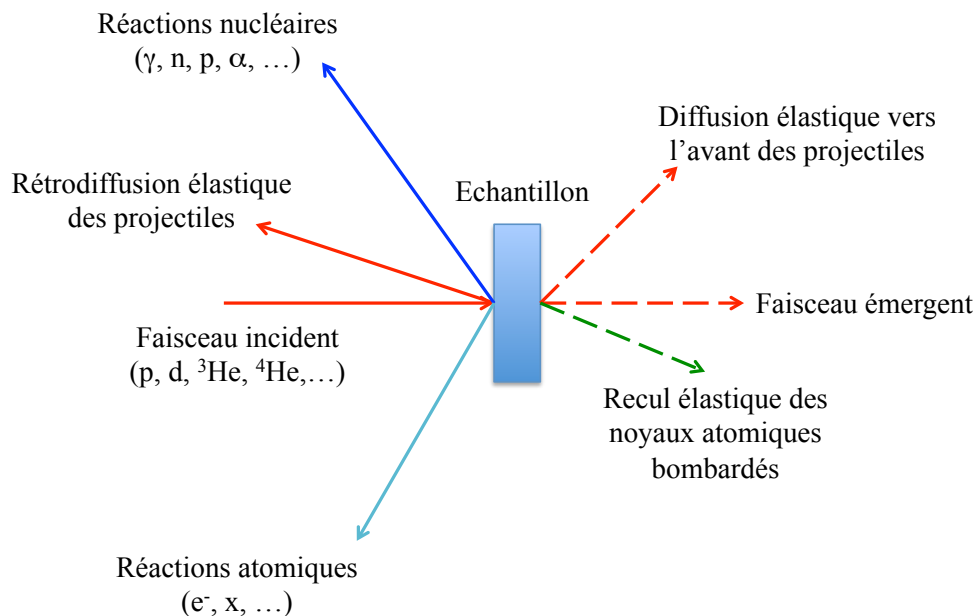 Réactions nucléaires
(γ, n, p, α, …)
Diffusion élastique vers
l’avant des projectiles
Rétrodiffusion élastique
des projectiles
Echantillon
Faisceau incident
(p, d, ³He, ⁴He,…)
Faisceau émergent
Recul élastique des
noyaux atomiques
bombardés
Réactions atomiques
(e⁻, x, …)